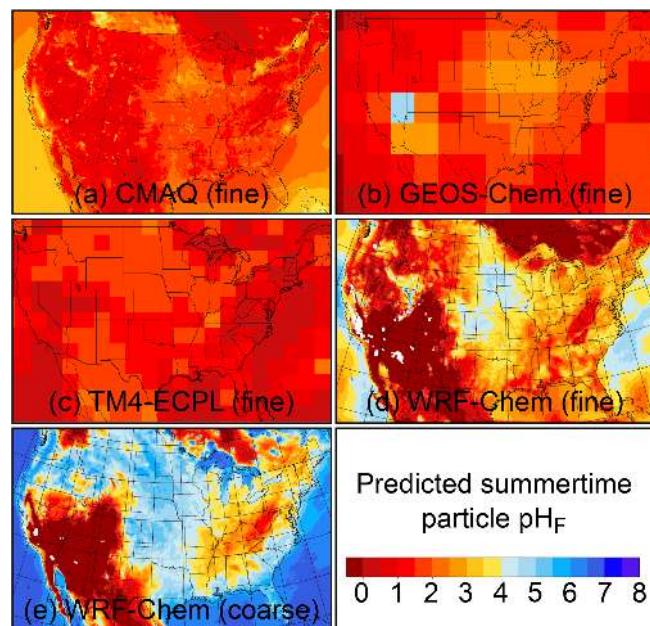 (a) CMAQ (fine)
(b) GEOS-Chem (fine)
(c) TM4-ECPL (fine)
(d) WRF-Chem (fine)
(e) WRF-Chem (coarse)
Predicted summertime
particle pHF
0 1 2 3 4 5 6 7 8